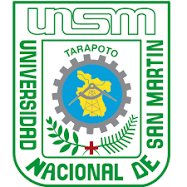 unsm
TARAPOTO
UNIVERSIDAD NACIONAL DE SAN MARTIN